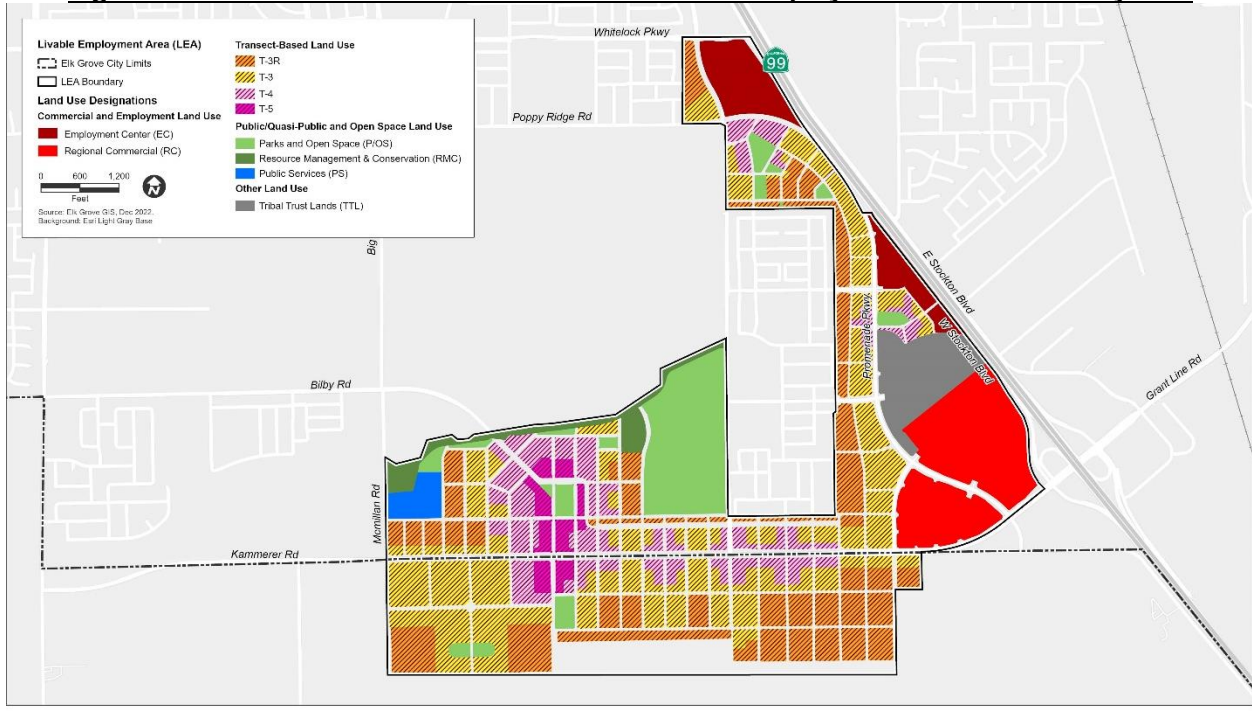 Whitelock Pkwy
CALIFORNIA
99
Livable Employment Area (LEA)
Elk Grove City Limits
LEA Boundary
Land Use Designations
Commercial and Employment Land Use
Employment Center (EC)
Regional Commercial (RC)
0 600 1,200
Feet
N
Source: Elk Grove GIS, Dec 2022.
Background: Esri Light Gray Base
Transect-Based Land Use
T-3R
T-3
T-4
T-5
Public/Quasi-Public and Open Space Land Use
Parks and Open Space (P/OS)
Resource Management & Conservation (RMC)
Public Services (PS)
Other Land Use
Tribal Trust Lands (TTL)
Poppy Ridge Rd
Big
E Stockton Blvd
W Stockton Blvd
Promenade Pkwy
Grant Line Rd
Bilby Rd
Mcmillan Rd
Kammerer Rd